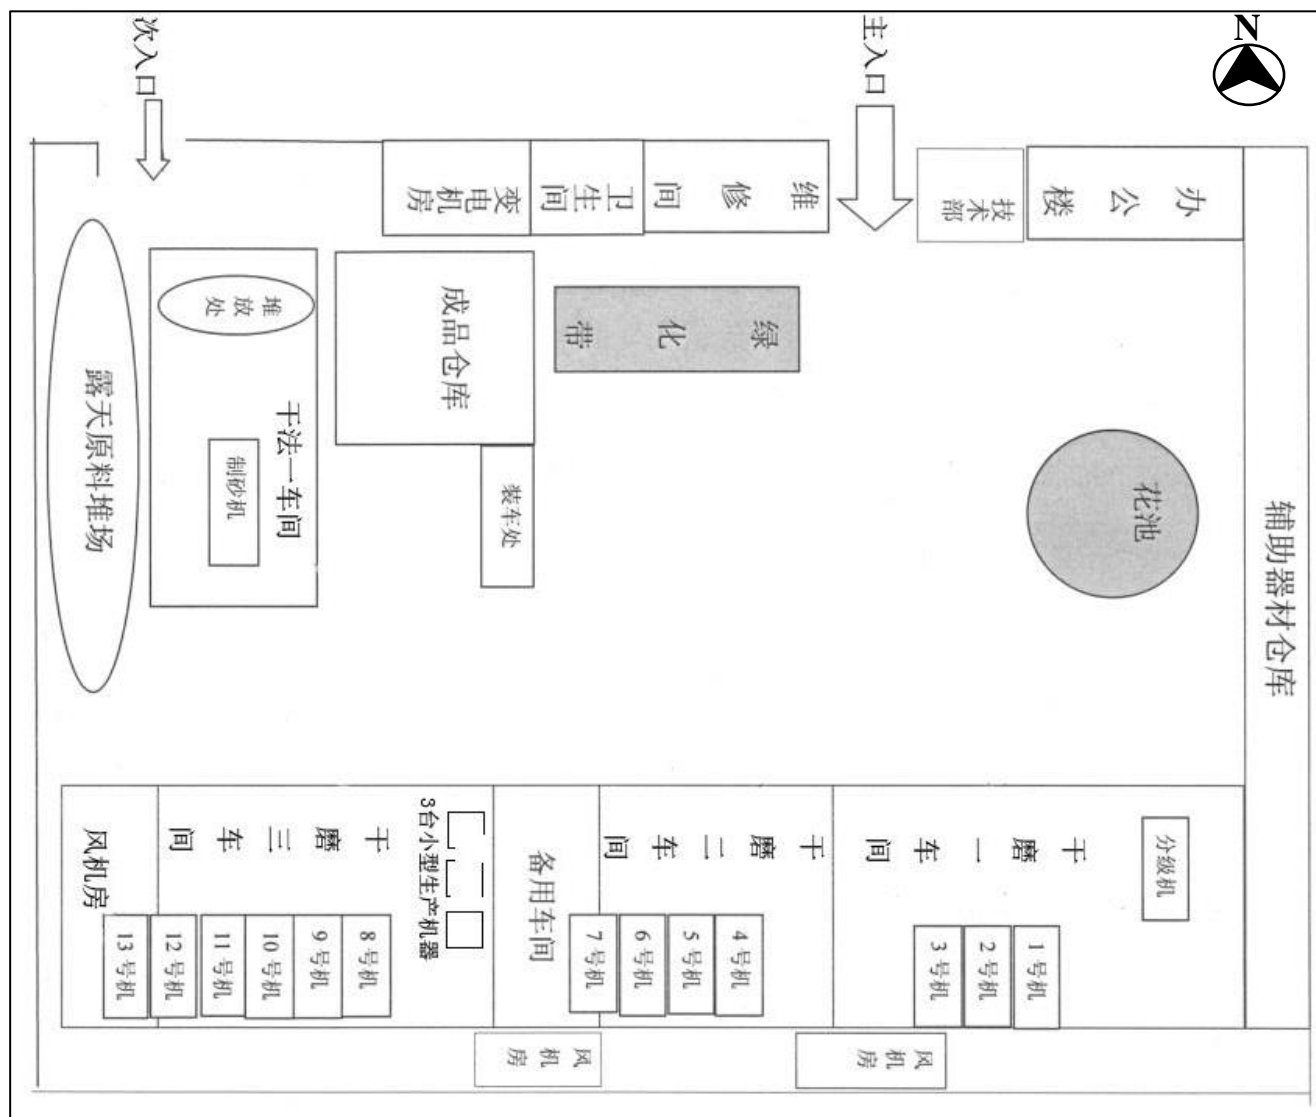 N
次入口
主入口
变电机房
卫生间
维修间
技术部
办公楼
堆放处
成品仓库
绿化带
露天原料堆场
干法一车间
制砂机
装车处
花池
辅助器材仓库
风机房
干磨三车间
3台小型生产机器
备用车间
干磨二车间
干磨一车间
分级机
13号机
12号机
11号机
10号机
9号机
8号机
7号机
6号机
5号机
4号机
3号机
2号机
1号机
风机房
风机房